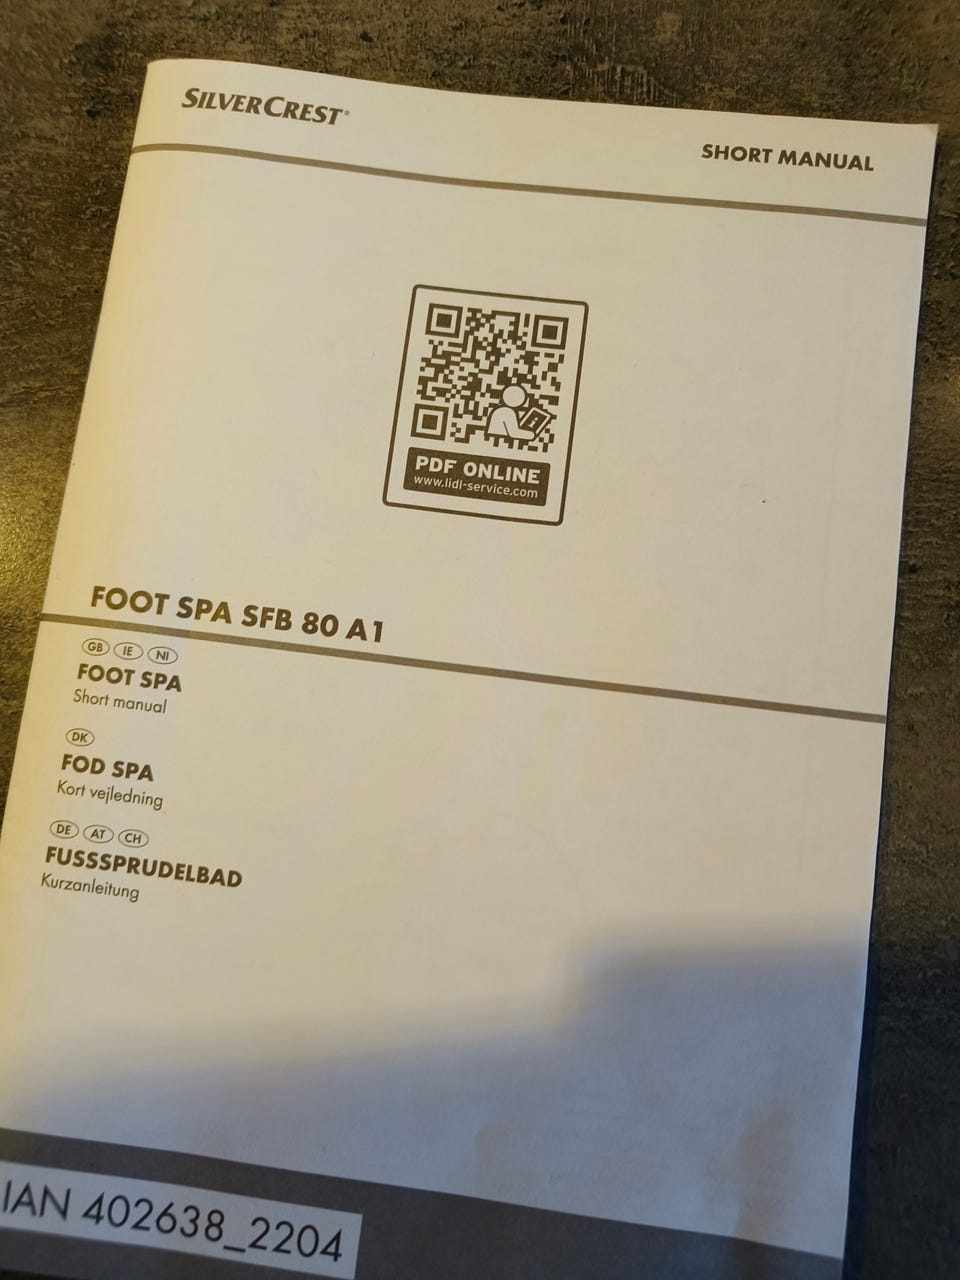 SILVERCREST®
SHORT MANUAL
PDF ONLINE
www.lidl-service.com
FOOT SPA SFB 80 A1
GB IE NI
FOOT SPA
Short manual
DK
FOD SPA
Kort vejledning
DE AT CH
FUSSSPRUDELBAD
Kurzanleitung
IAN 402638_2204